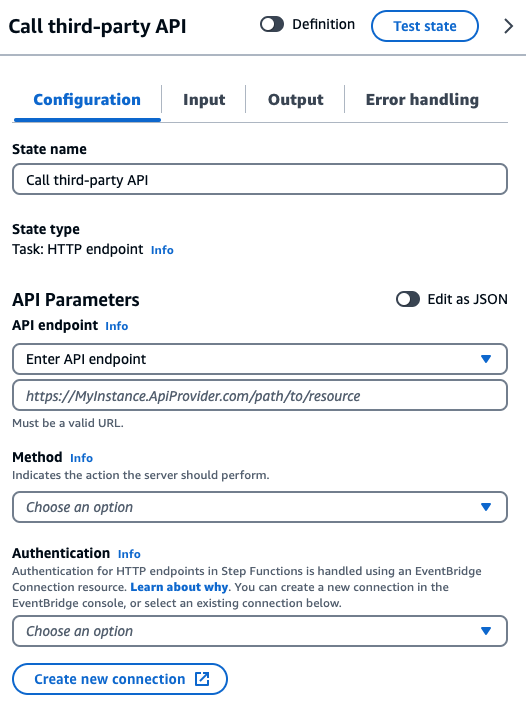 Call third-party API
Definition
Test state
Configuration
Input
Output
Error handling
State name
Call third-party API
State type
Task: HTTP endpoint Info
API Parameters
Edit as JSON
API endpoint Info
Enter API endpoint
https://MyInstance.ApiProvider.com/path/to/resource
Must be a valid URL.
Method Info
Indicates the action the server should perform.
Choose an option
Authentication Info
Authentication for HTTP endpoints in Step Functions is handled using an EventBridge
Connection resource. Learn about why. You can create a new connection in the
EventBridge console, or select an existing connection below.
Choose an option
Create new connection